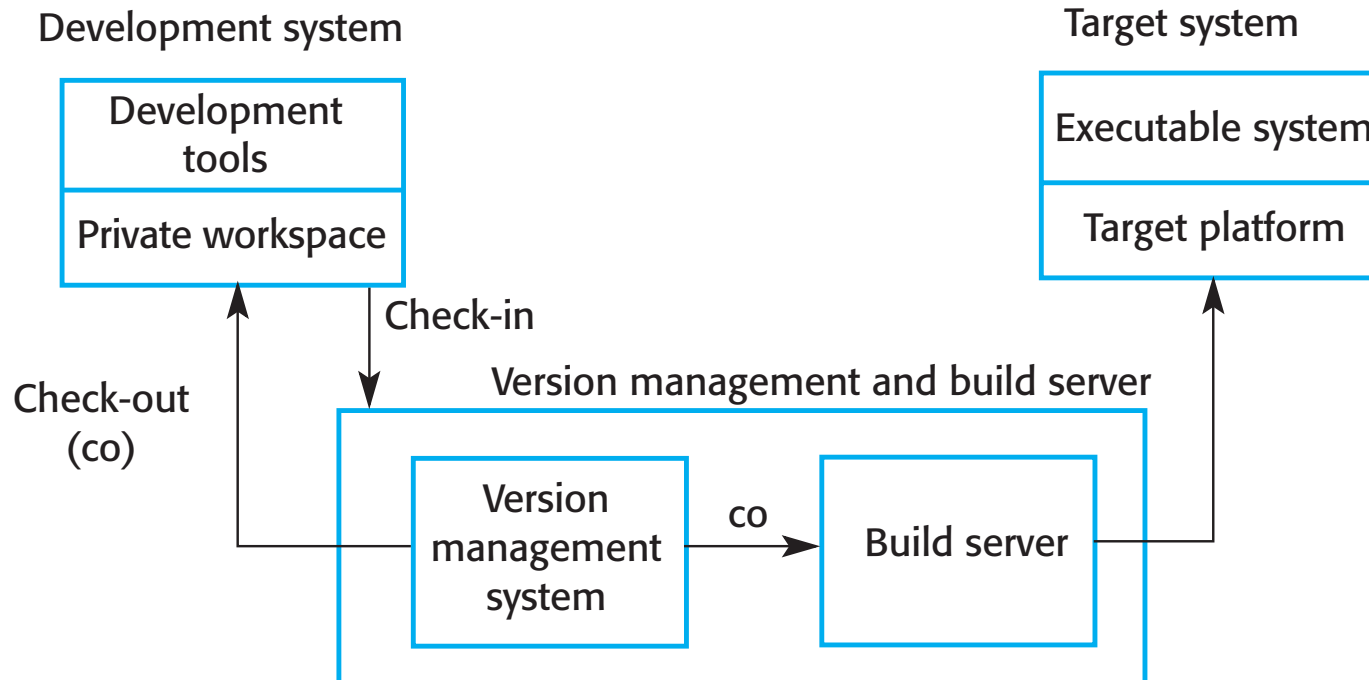 Development system
Target system
Development
tools
Private workspace
Executable system
Target platform
Check-in
Check-out
(co)
Version management and build server
Version
management
system
co
Build server